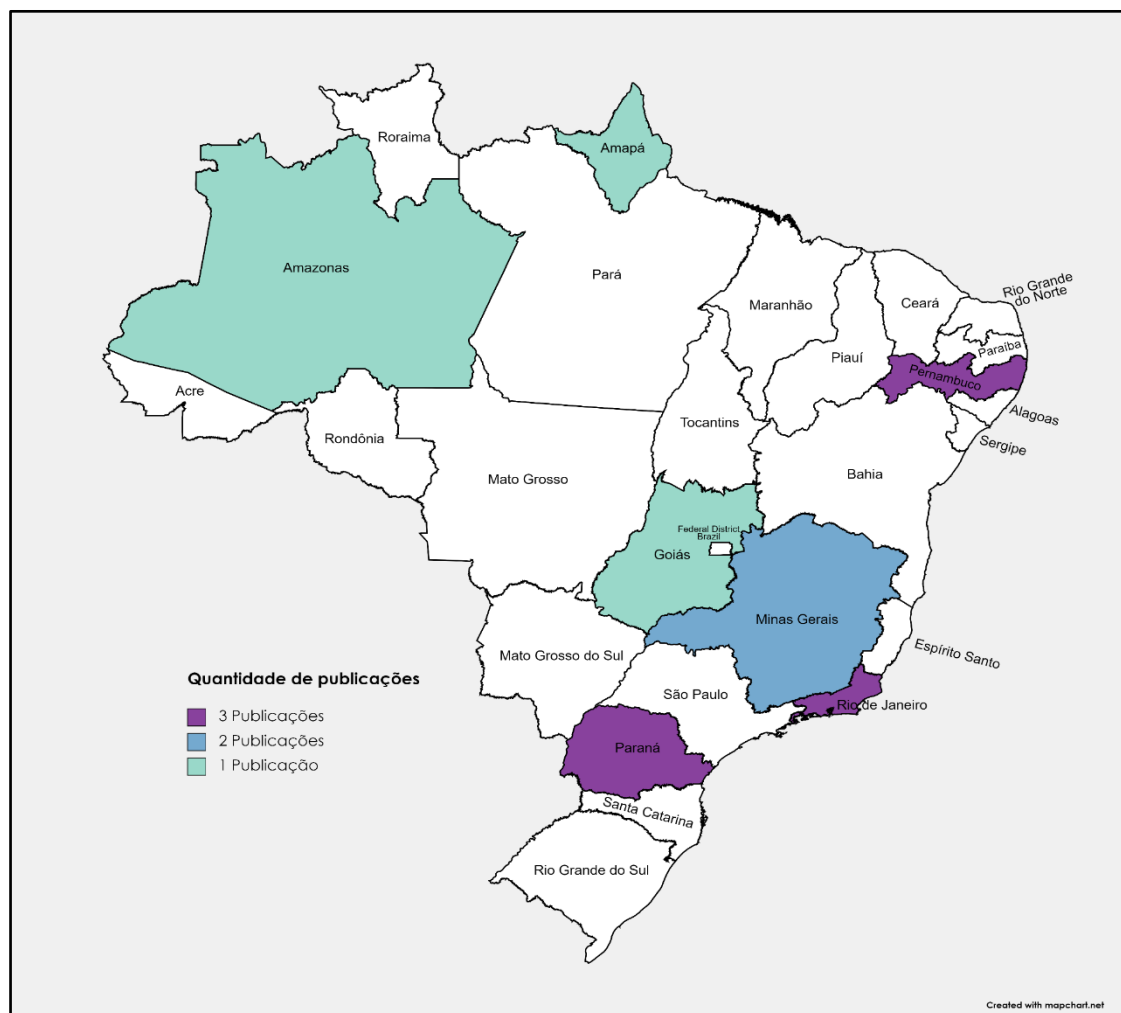 Roraima
Amapá
Amazonas
Pará
Maranhão
Ceará
Rio Grande
do Norte
Paraíba
Piauí
Pernambuco
Acre
Alagoas
Tocantins
Sergipe
Rondônia
Bahia
Mato Grosso
Federal District
Brazil
Goiás
Minas Gerais
Espírito Santo
Mato Grosso do Sul
São Paulo
Rio de Janeiro
Paraná
Santa Catarina
Rio Grande do Sul
Quantidade de publicações
3 Publicações
2 Publicações
1 Publicação
Created with mapchart.net